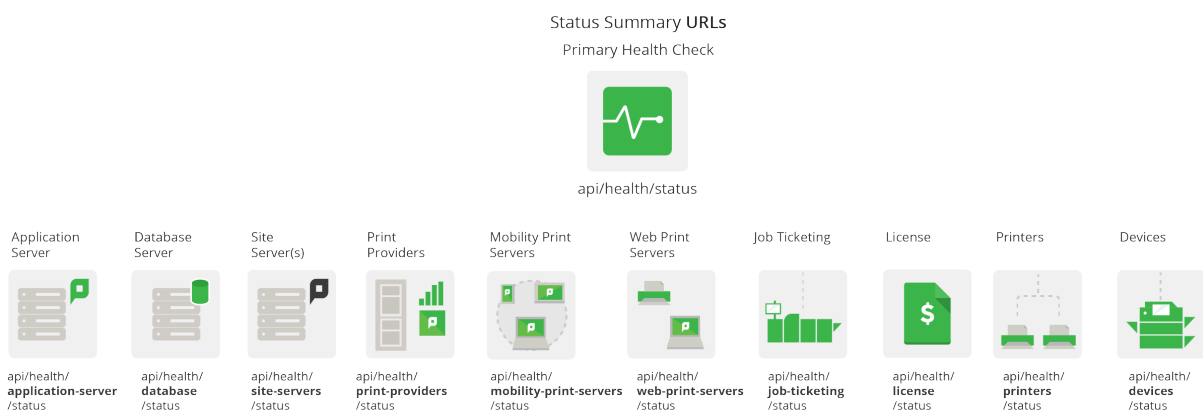 Status Summary URLs
Primary Health Check
api/health/status
Application
Server
Database
Server
Site
Server(s)
Print
Providers
Mobility Print
Servers
Web Print
Servers
Job Ticketing
License
Printers
Devices
$
api/health/
application-server
/status
api/health/
database
/status
api/health/
site-servers
/status
api/health/
print-providers
/status
api/health/
mobility-print-servers
/status
api/health/
web-print-servers
/status
api/health/
job-ticketing
/status
api/health/
license
/status
api/health/
printers
/status
api/health/
devices
/status